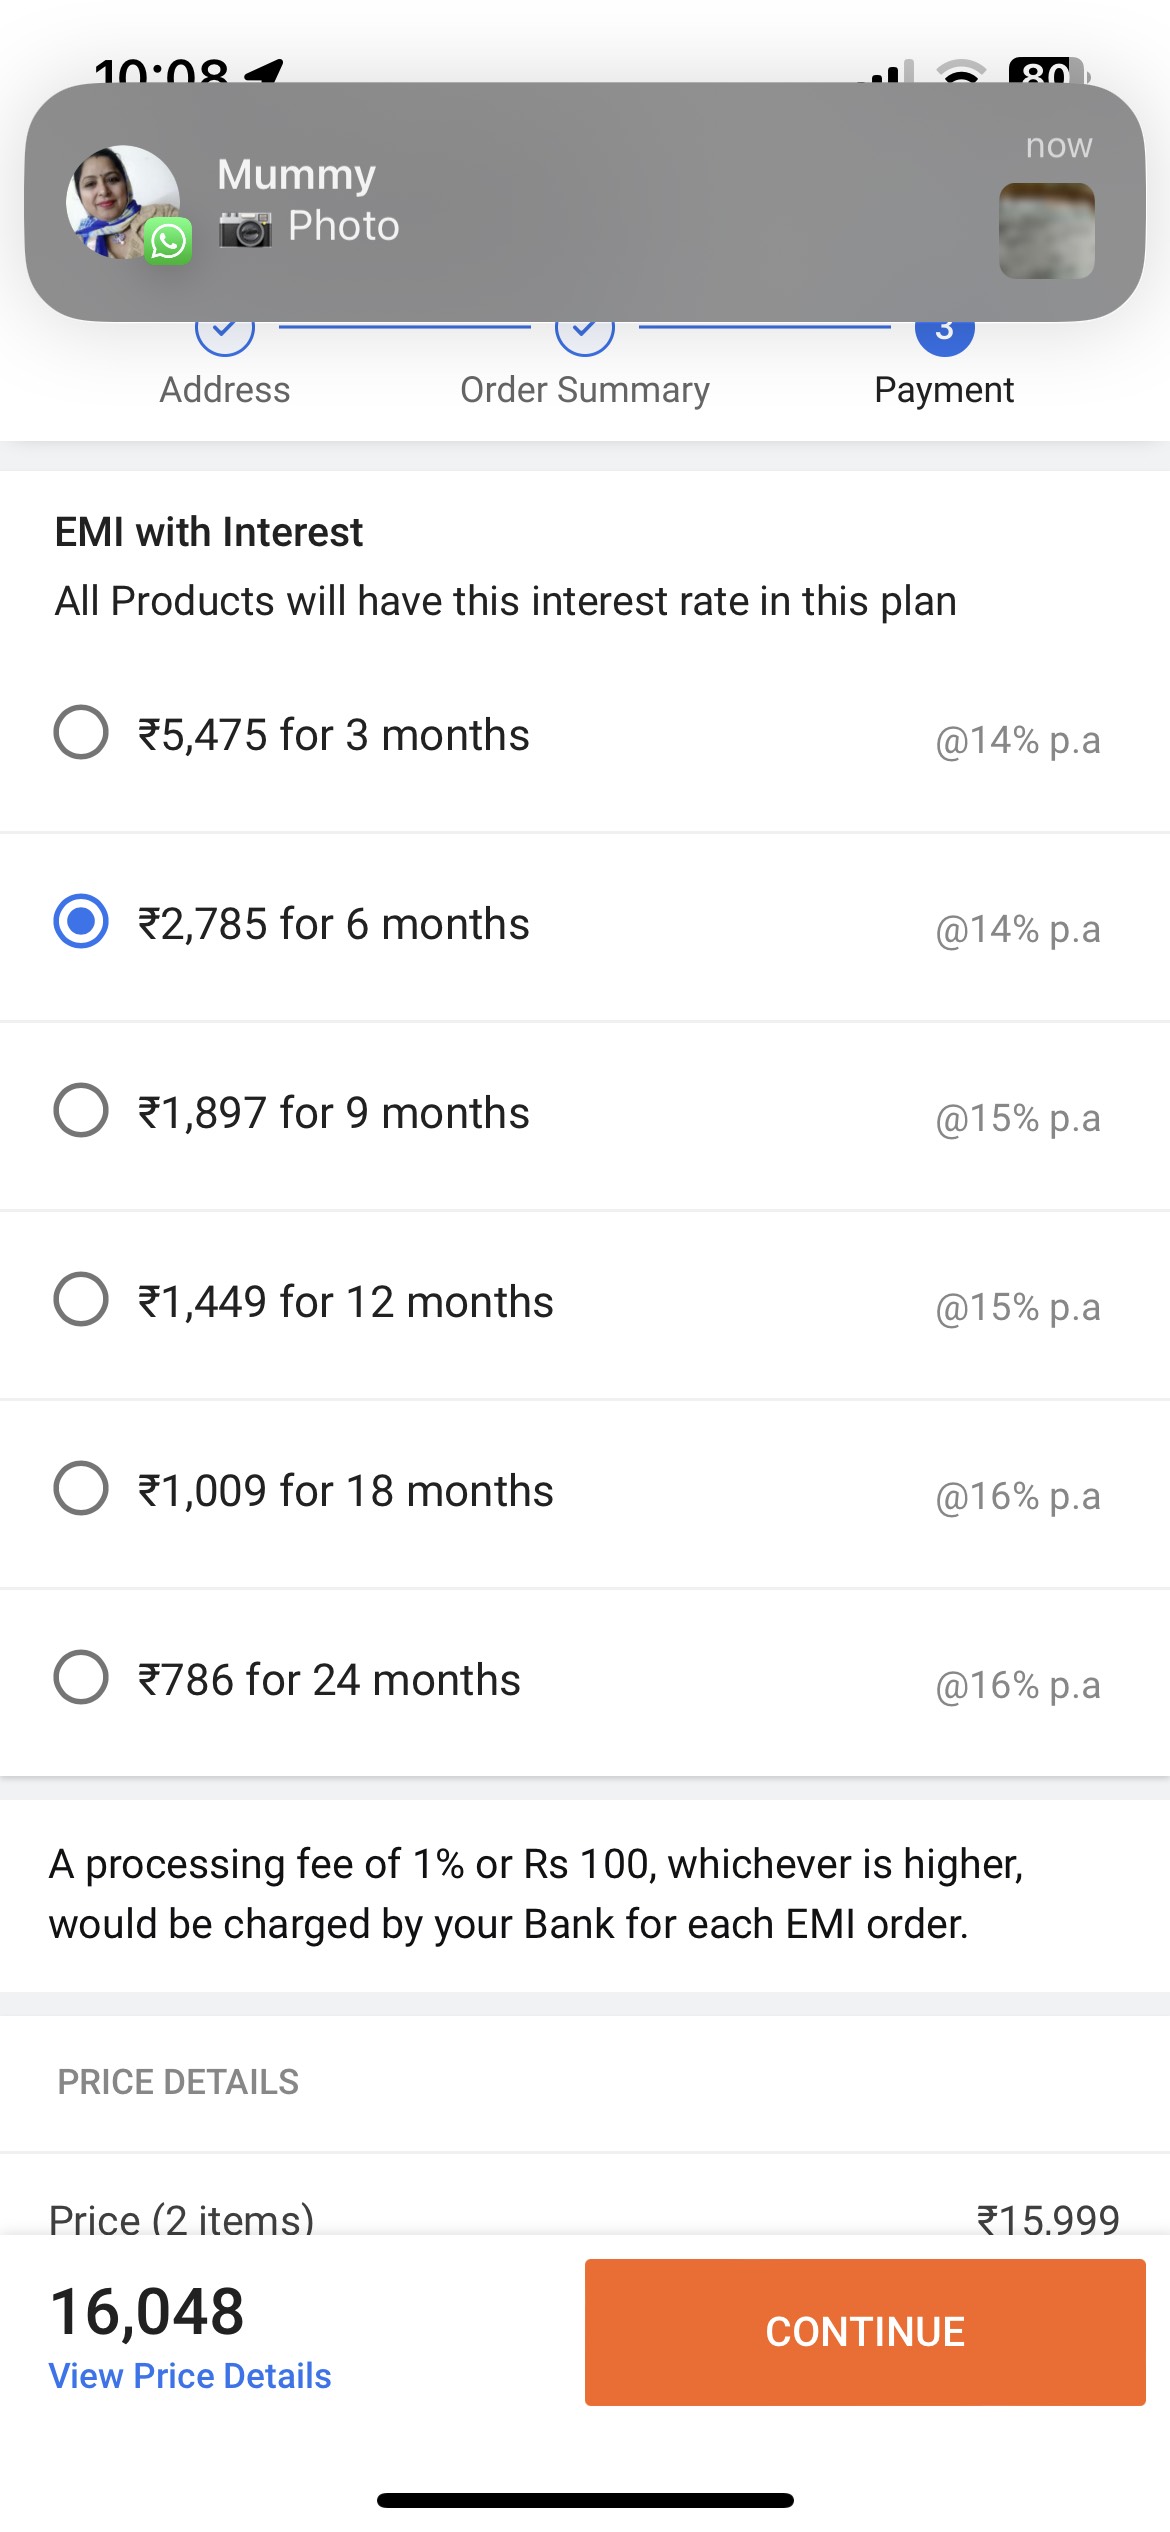 10:08
80
Mummy
now
Photo
3
Address
Order Summary
Payment
EMI with Interest
All Products will have this interest rate in this plan
₹5,475 for 3 months
@14% p.a
₹2,785 for 6 months
@14% p.a
₹1,897 for 9 months
@15% p.a
₹1,449 for 12 months
@15% p.a
₹1,009 for 18 months
@16% p.a
₹786 for 24 months
@16% p.a
A processing fee of 1% or Rs 100, whichever is higher,
would be charged by your Bank for each EMI order.
PRICE DETAILS
Price (2 items)
₹15,999
16,048
View Price Details
CONTINUE